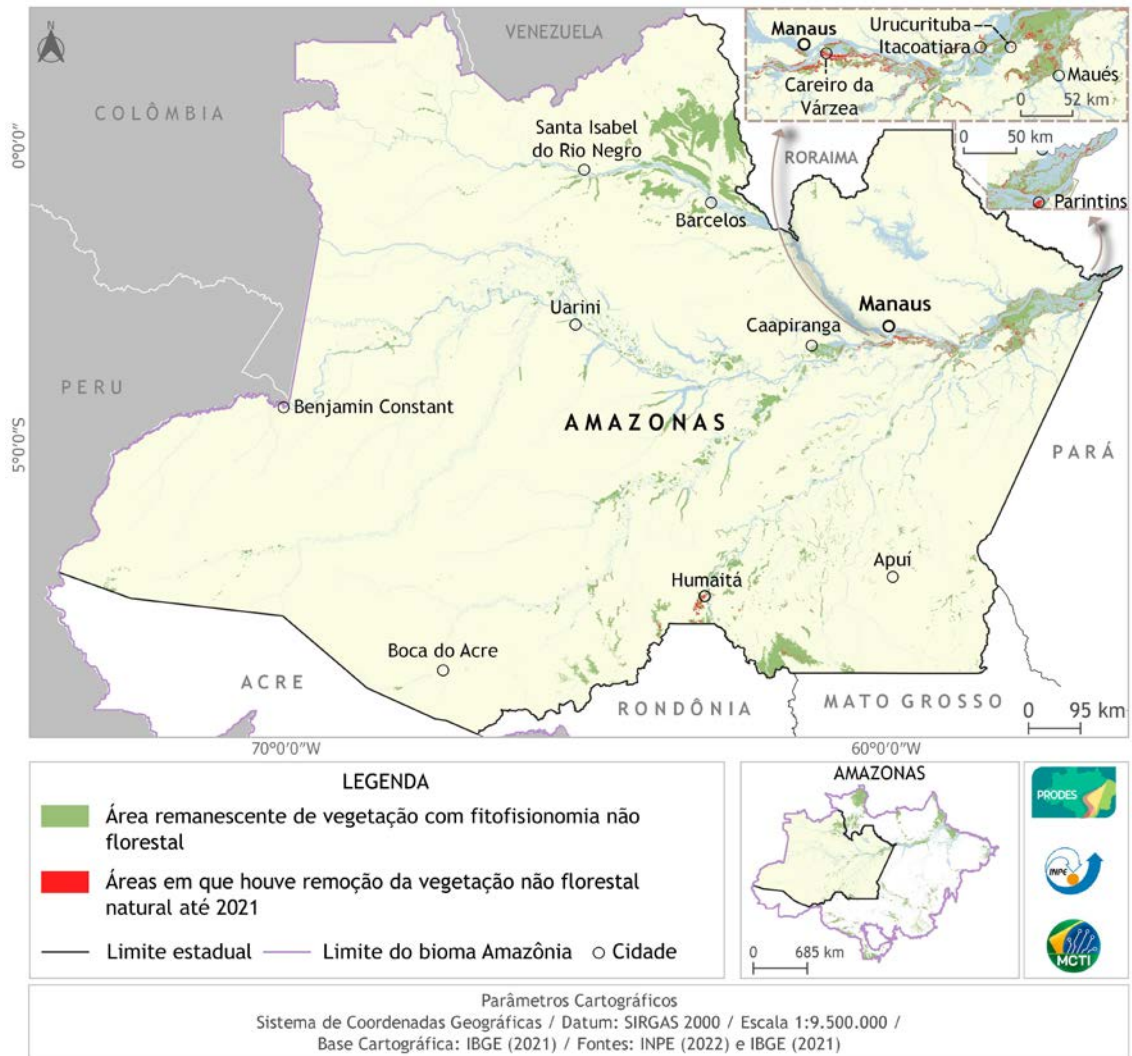 N
VENEZUELA
COLÔMBIA
Manaus
Urucurituba
Itacoatiara
Careiro da
Várzea
Maués
0 52 km
0 50 km
RORAIMA
Parintins
0°0'0"
Santa Isabel
do Rio Negro
Barcelos
Uarini
Caapiranga
Manaus
PERU
Benjamin Constant
AMAZONAS
PARÁ
5°0'0"S
Humaitá
Apuí
Boca do Acre
ACRE
RONDÔNIA
MATO GROSSO
0 95 km
70°0'0"W
60°0'0"W
LEGENDA
Área remanescente de vegetação com fitofisionomia não
florestal
Áreas em que houve remoção da vegetação não florestal
natural até 2021
Limite estadual
Limite do bioma Amazônia
Cidade
AMAZONAS
0 685 km
PRODES
INPE
MCTI
Parâmetros Cartográficos
Sistema de Coordenadas Geográficas / Datum: SIRGAS 2000 / Escala 1:9.500.000 /
Base Cartográfica: IBGE (2021) / Fontes: INPE (2022) e IBGE (2021)